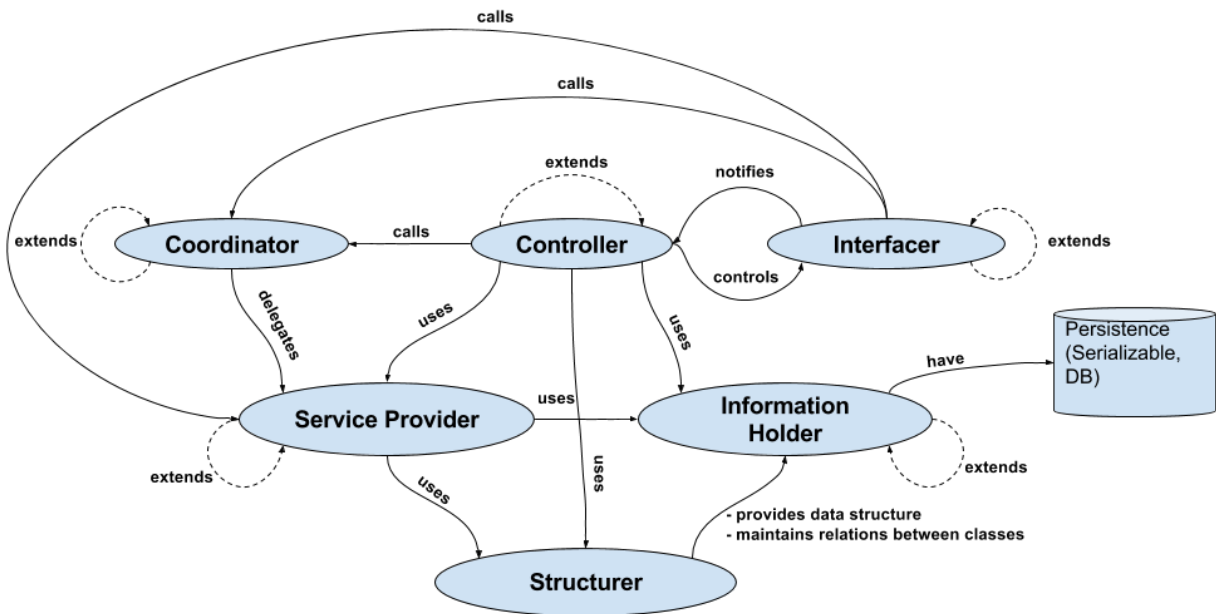 calls
calls
extends
notifies
extends
Coordinator
calls
Controller
Interfacer
extends
controls
delegates
uses
uses
Persistence
(Serializable,
DB)
have
Service Provider
uses
Information
Holder
extends
uses
uses
extends
- provides data structure
- maintains relations between classes
Structurer